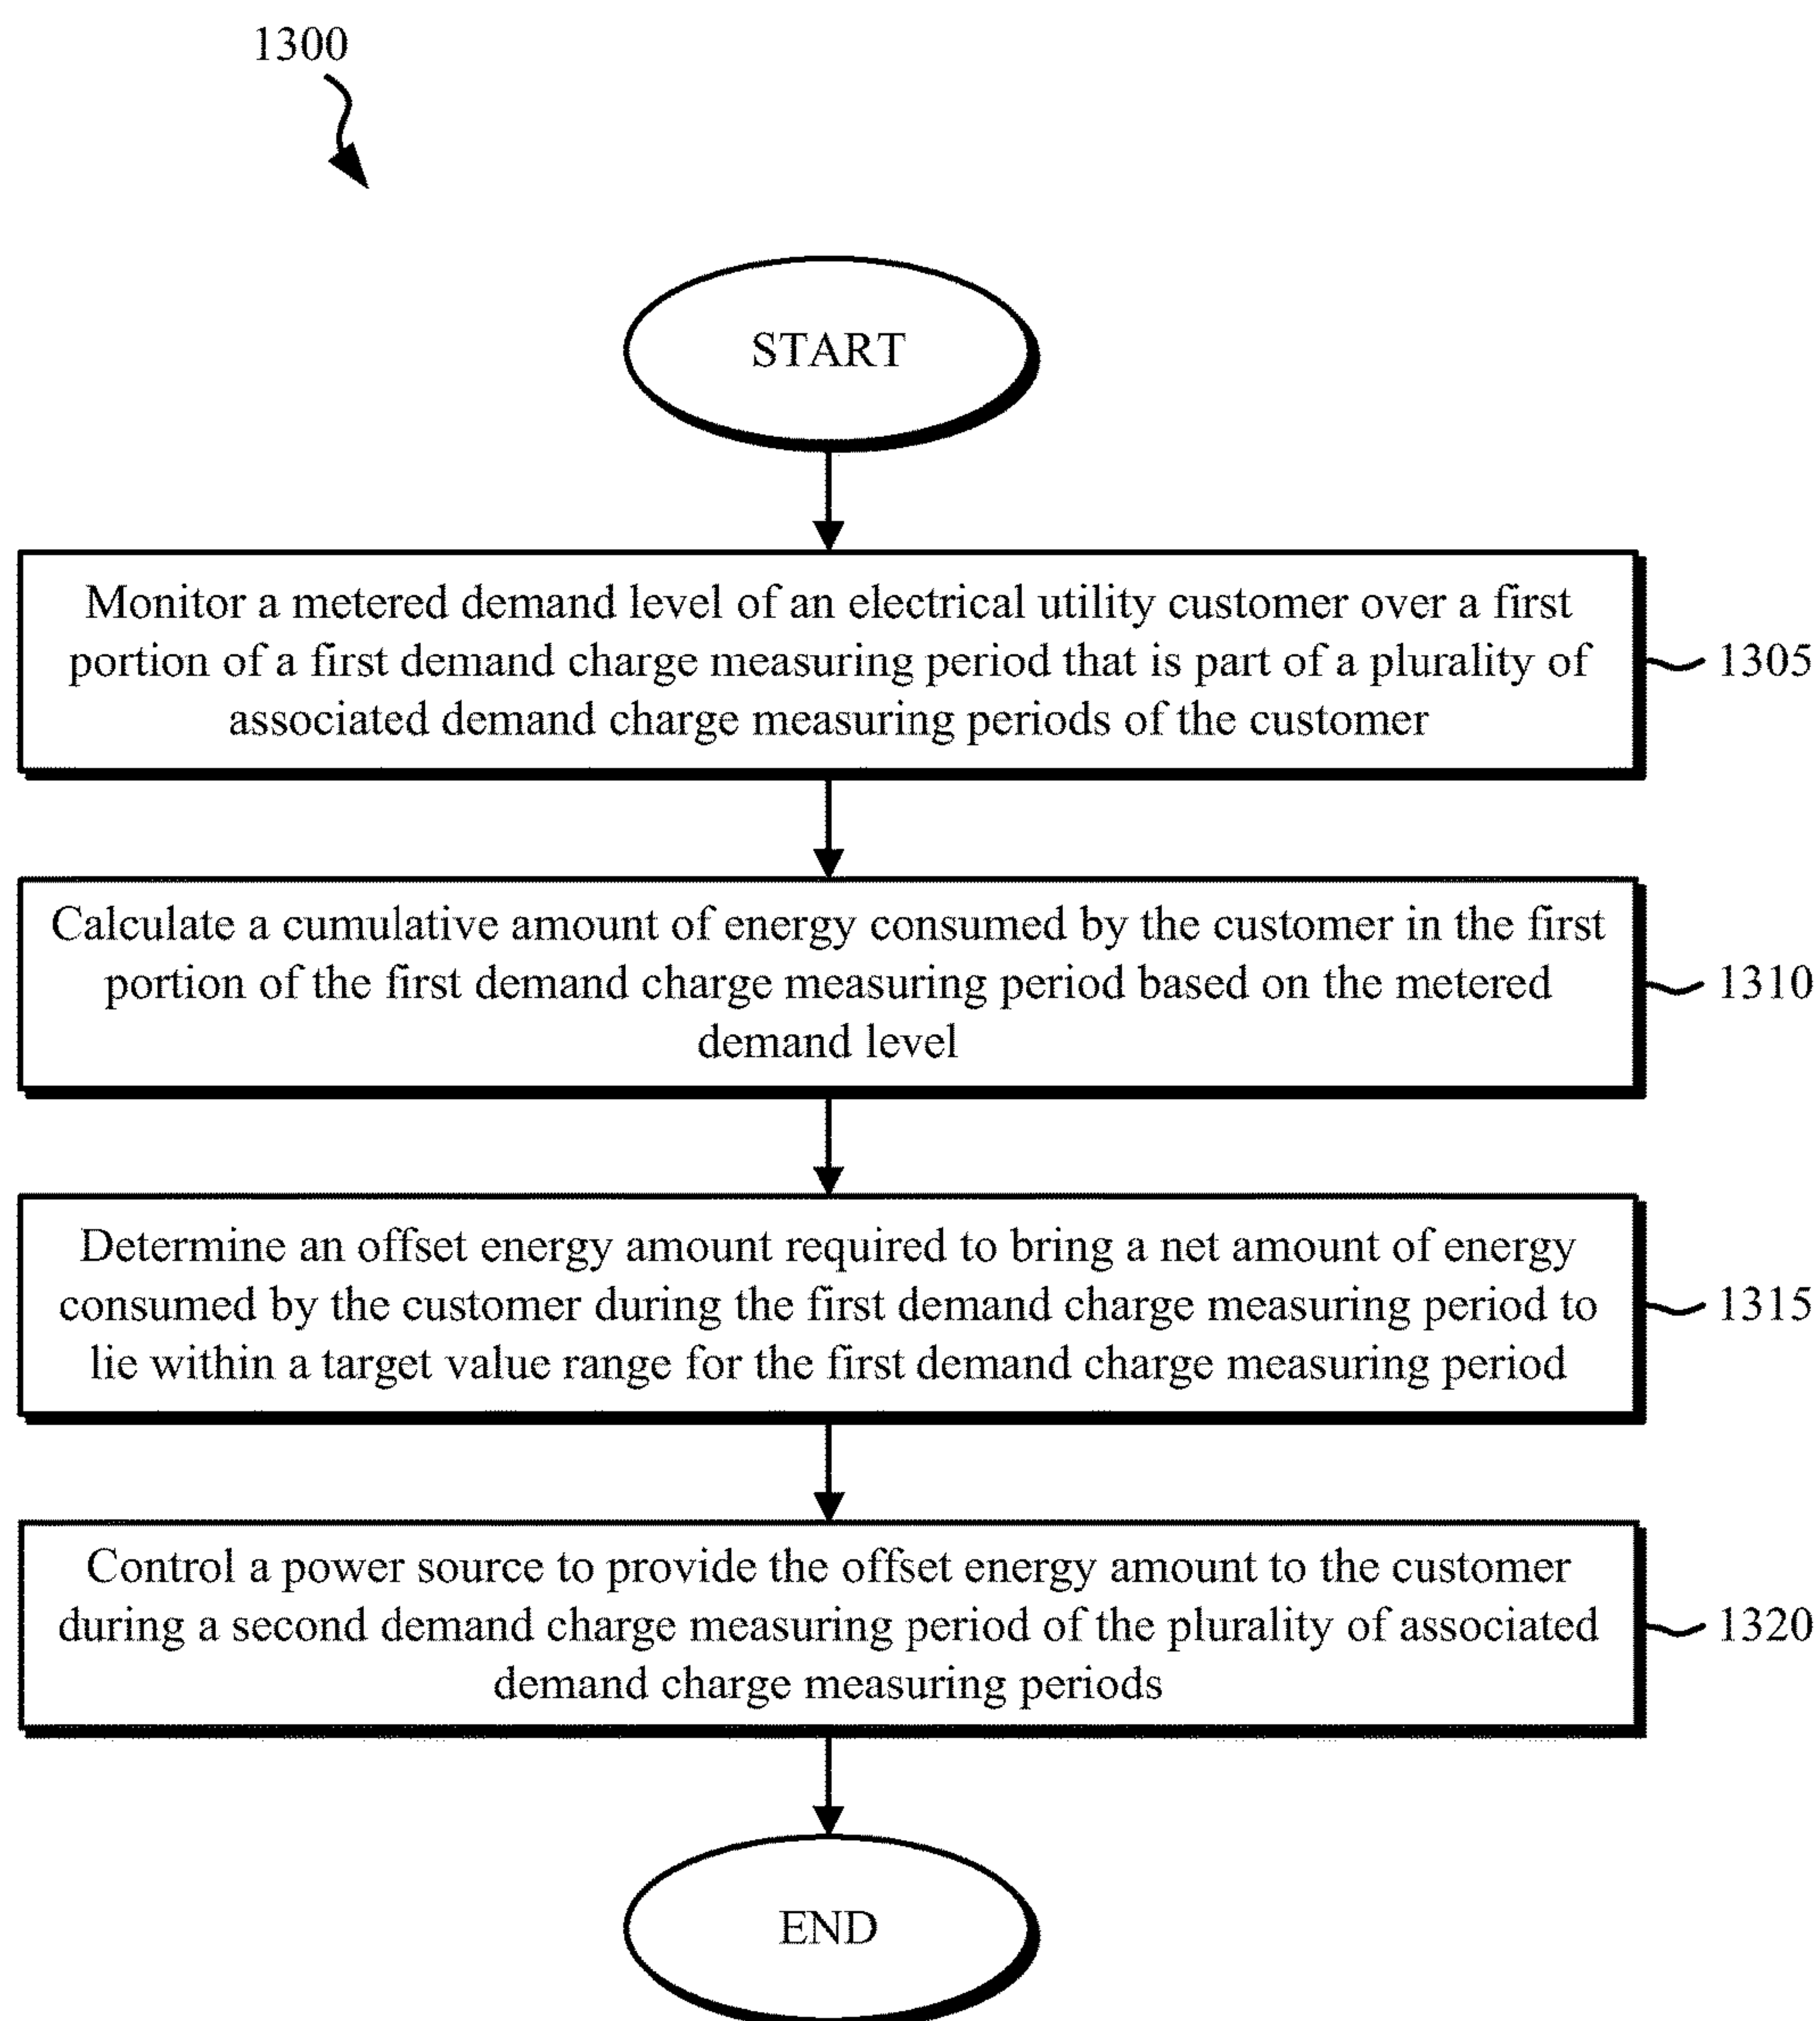 1300
START
Monitor a metered demand level of an electrical utility customer over a first
portion of a first demand charge measuring period that is part of a plurality of
associated demand charge measuring periods of the customer
1305
Calculate a cumulative amount of energy consumed by the customer in the first
portion of the first demand charge measuring period based on the metered
demand level
1310
Determine an offset energy amount required to bring a net amount of energy
consumed by the customer during the first demand charge measuring period to
lie within a target value range for the first demand charge measuring period
1315
Control a power source to provide the offset energy amount to the customer
during a second demand charge measuring period of the plurality of associated
demand charge measuring periods
1320
END